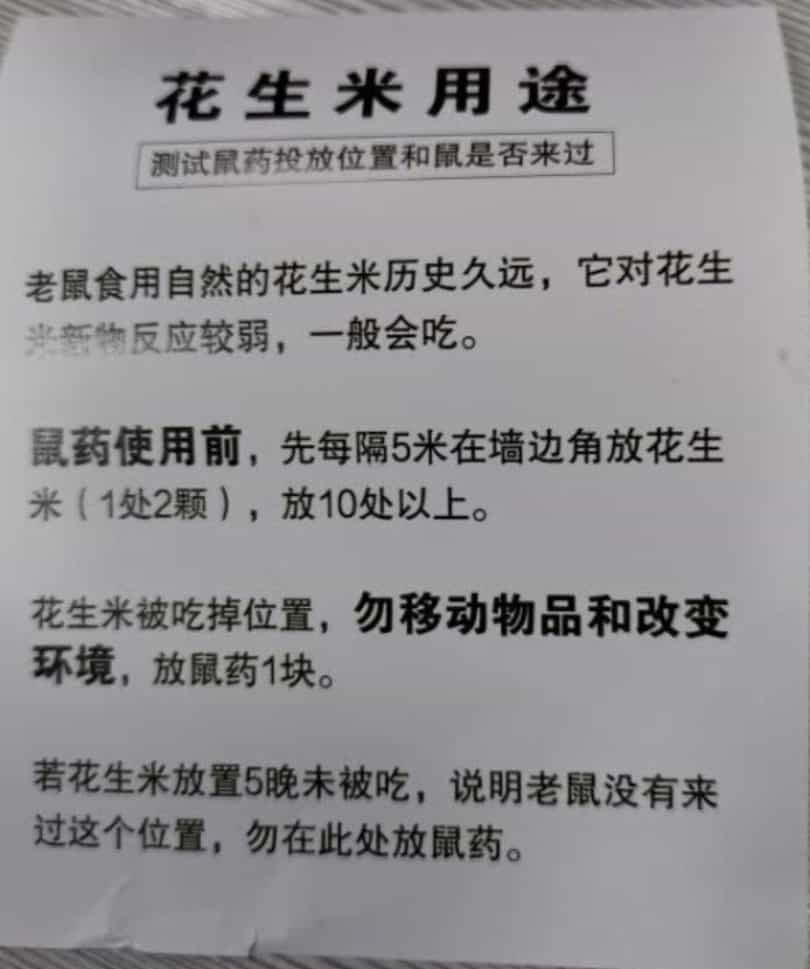 花生米用途
测试鼠药投放位置和鼠是否来过
老鼠食用自然的花生米历史久远，它对花生
米新物反应较弱，一般会吃。
鼠药使用前，先每隔5米在墙边角放花生
米（1处2颗），放10处以上。
花生米被吃掉位置，勿移动物品和改变
环境，放鼠药1块。
若花生米放置5晚未被吃，说明老鼠没有来
过这个位置，勿在此处放鼠药。